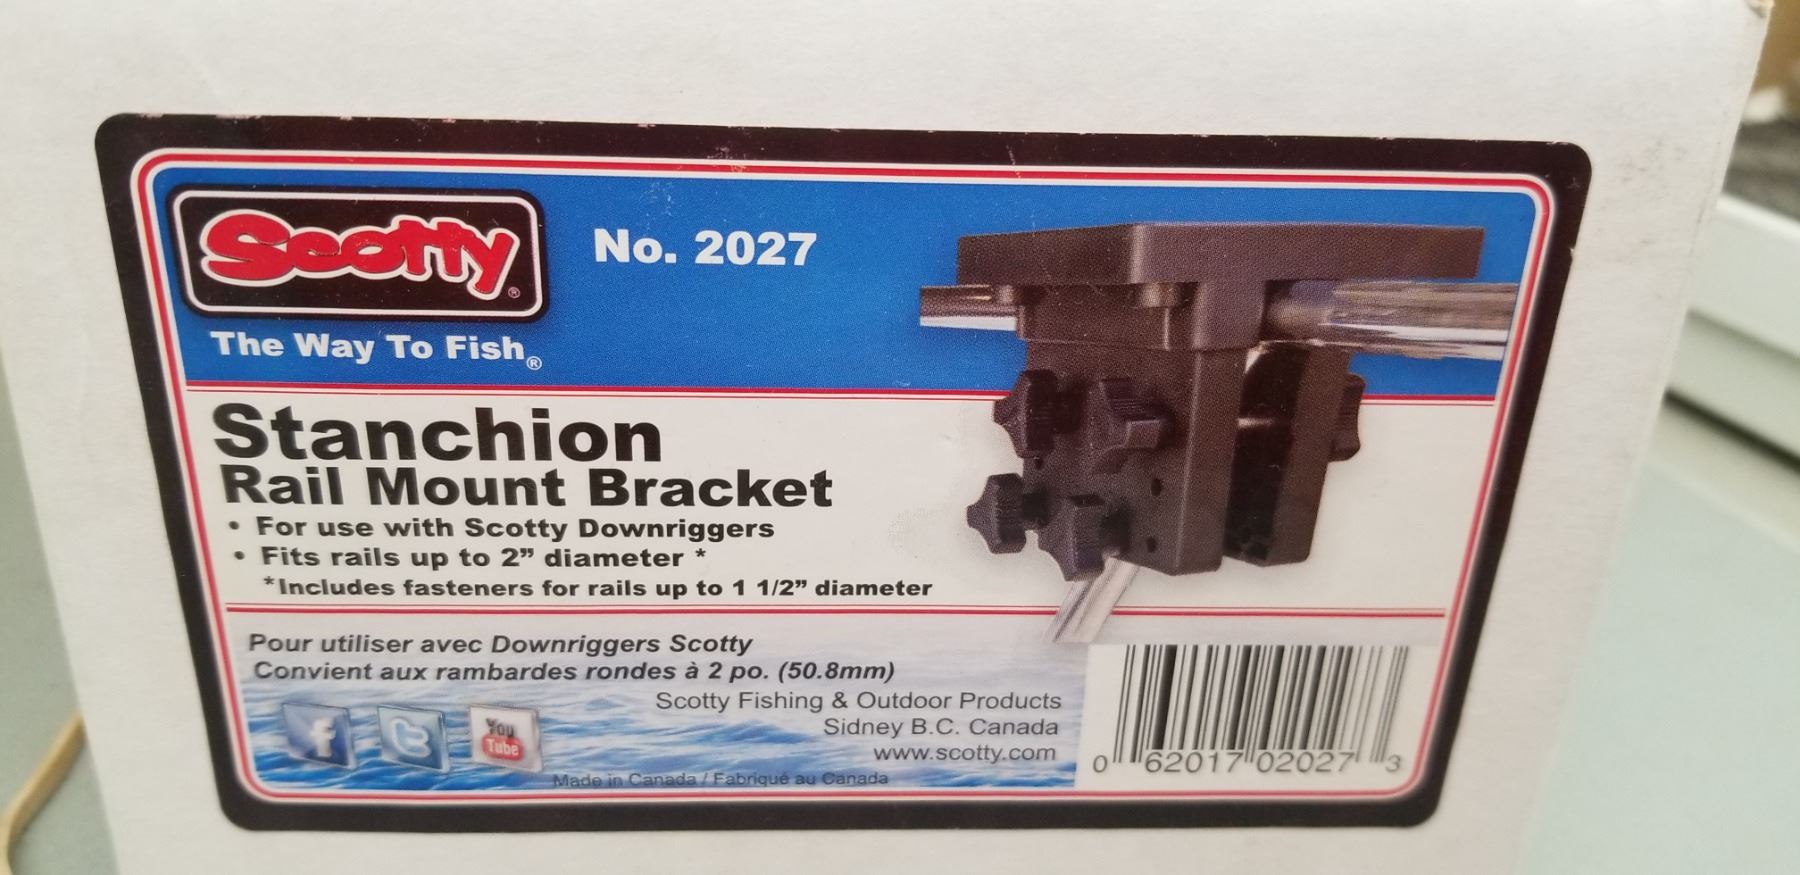 Scotty®
No. 2027
The Way To Fish®
Stanchion
Rail Mount Bracket
• For use with Scotty Downriggers
• Fits rails up to 2” diameter *
*Includes fasteners for rails up to 1 1/2” diameter
Pour utiliser avec Downriggers Scotty
Convient aux rambardes rondes à 2 po. (50.8mm)
Scotty Fishing & Outdoor Products
Sidney B.C. Canada
www.scotty.com
f t You
Tube
Made in Canada / Fabriqué au Canada
0 62017 02027 3